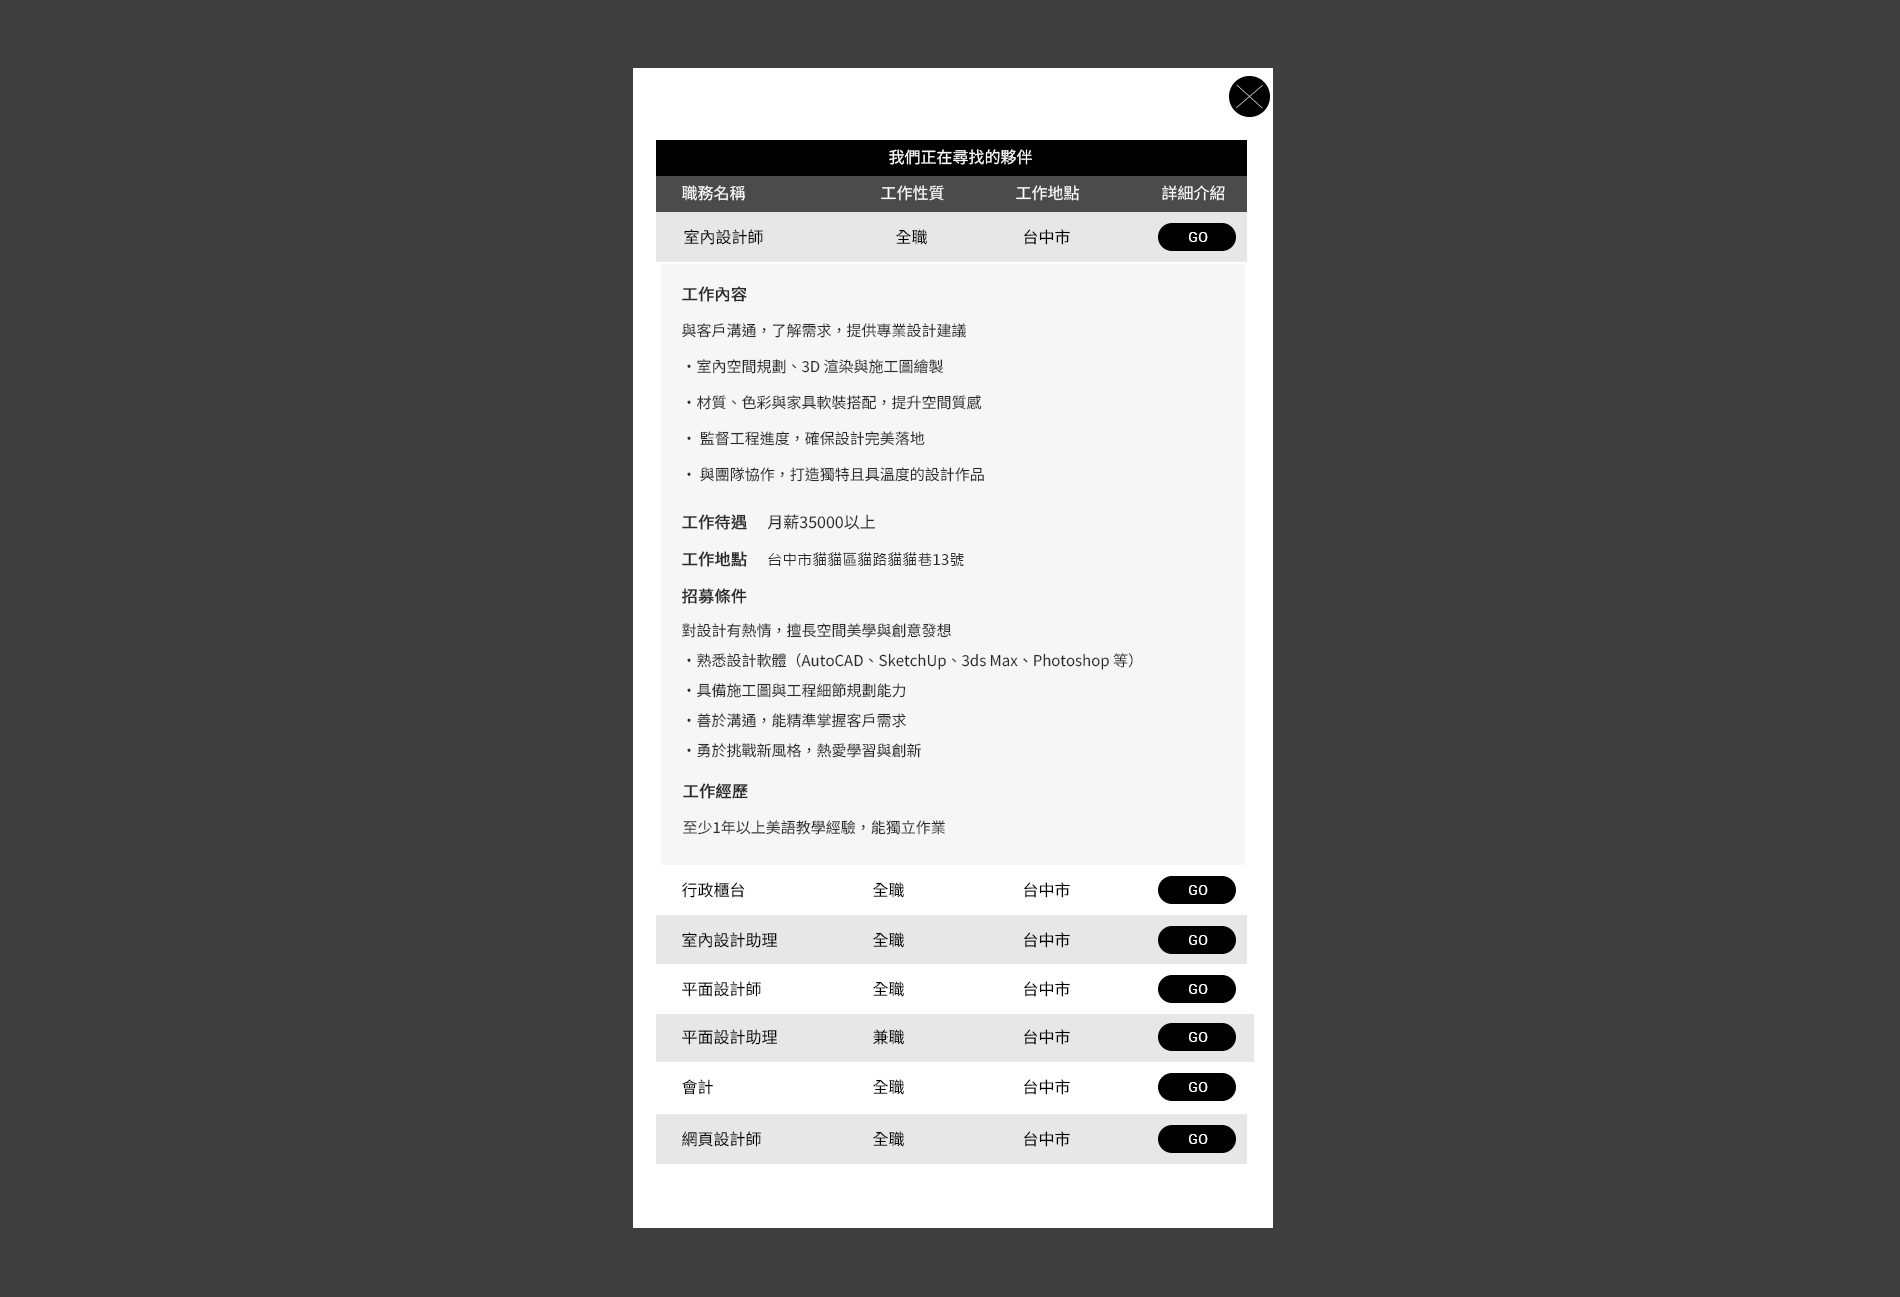 我們正在尋找的夥伴
職務名稱 工作性質 工作地點 詳細介紹
室內設計師 全職 台中市 GO
工作內容
與客戶溝通，了解需求，提供專業設計建議
・室內空間規劃、3D 渲染與施工圖繪製
・材質、色彩與家具軟裝搭配，提升空間質感
・ 監督工程進度，確保設計完美落地
・ 與團隊協作，打造獨特且具溫度的設計作品
工作待遇 月薪35000以上
工作地點 台中市貓貓區貓路貓貓巷13號
招募條件
對設計有熱情，擅長空間美學與創意發想
・熟悉設計軟體（AutoCAD、SketchUp、3ds Max、Photoshop 等）
・具備施工圖與工程細節規劃能力
・善於溝通，能精準掌握客戶需求
・勇於挑戰新風格，熱愛學習與創新
工作經歷
至少1年以上美語教學經驗，能獨立作業
行政櫃台 全職 台中市 GO
室內設計助理 全職 台中市 GO
平面設計師 全職 台中市 GO
平面設計助理 兼職 台中市 GO
會計 全職 台中市 GO
網頁設計師 全職 台中市 GO